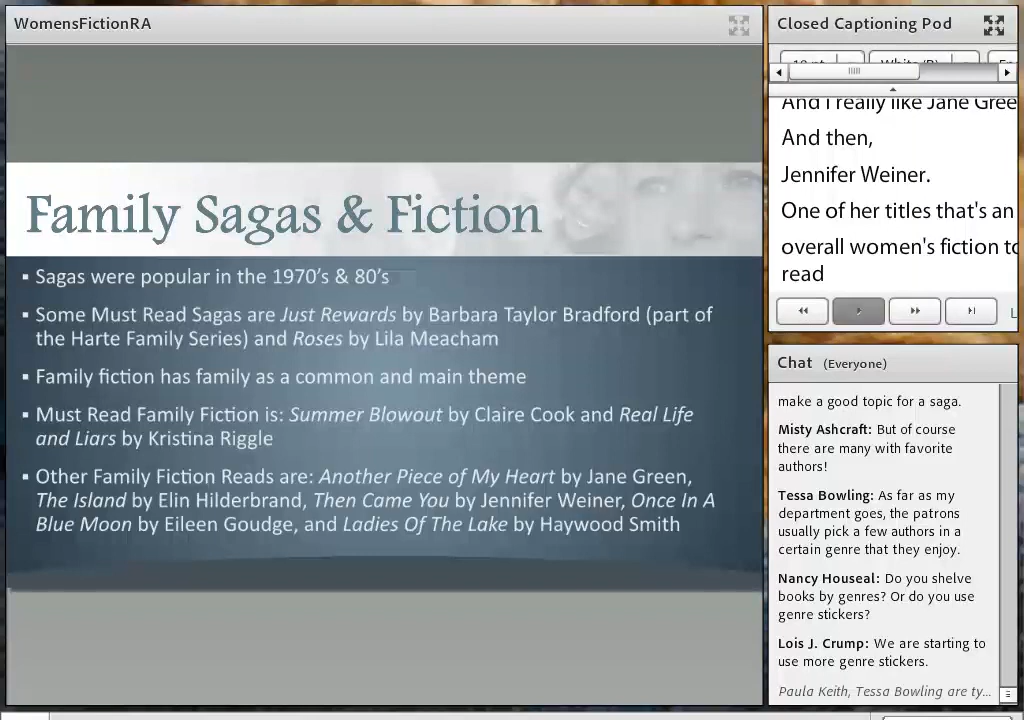 WomensFictionRA
Family Sagas & Fiction
▪ Sagas were popular in the 1970's & 80's
▪ Some Must Read Sagas are Just Rewards by Barbara Taylor Bradford (part of
the Harte Family Series) and Roses by Lila Meacham
▪ Family fiction has family as a common and main theme
▪ Must Read Family Fiction is: Summer Blowout by Claire Cook and Real Life
and Liars by Kristina Riggle
▪ Other Family Fiction Reads are: Another Piece of My Heart by Jane Green,
The Island by Elin Hilderbrand, Then Came You by Jennifer Weiner, Once In A
Blue Moon by Eileen Goudge, and Ladies Of The Lake by Haywood Smith
Closed Captioning Pod
And I really like Jane Gree
And then,
Jennifer Weiner.
One of her titles that's an
overall women's fiction to
read
Chat (Everyone)
make a good topic for a saga.
Misty Ashcraft: But of course
there are many with favorite
authors!
Tessa Bowling: As far as my
department goes, the patrons
usually pick a few authors in a
certain genre that they enjoy.
Nancy Houseal: Do you shelve
books by genres? Or do you use
genre stickers?
Lois J. Crump: We are starting to
use more genre stickers.
Paula Keith, Tessa Bowling are ty...